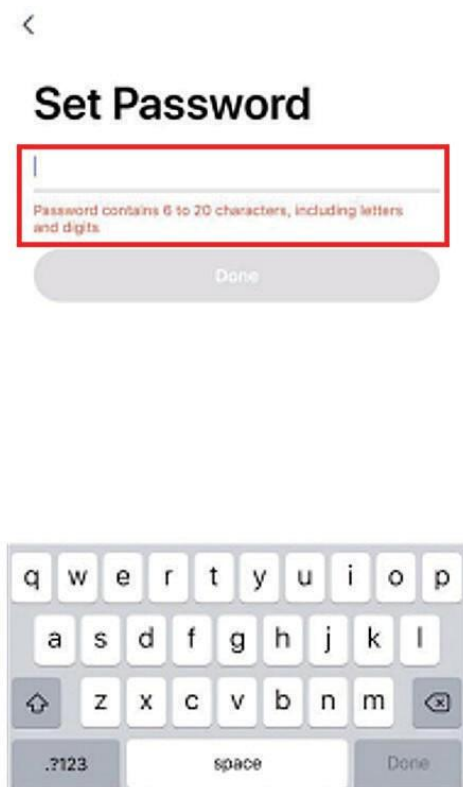 Set Password
Password contains 6 to 20 characters, including letters
and digits
Done
q w e r t y u i o p
a s d f g h j k l
z x c v b n m
.?123 space Done